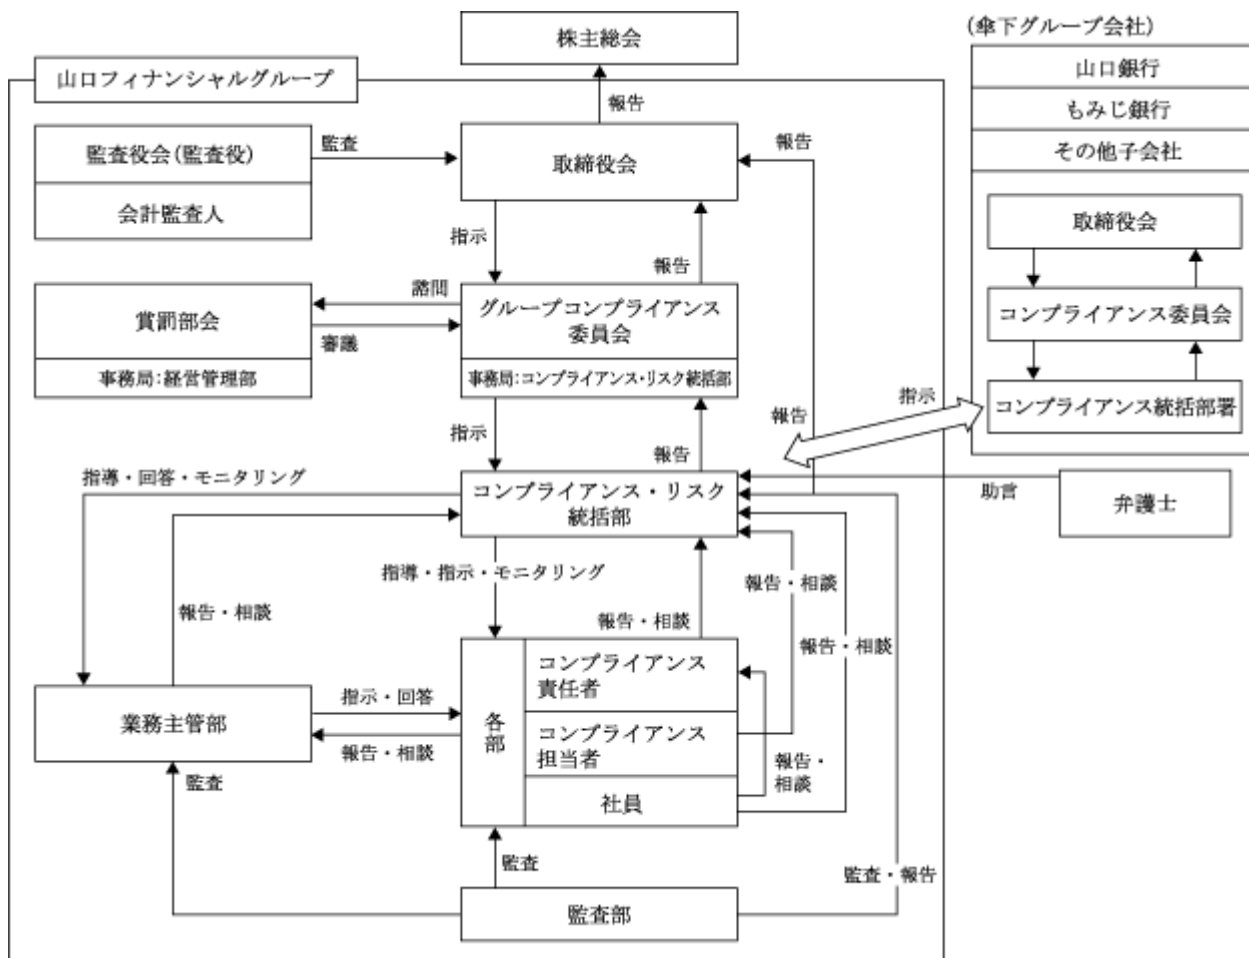 株主総会
(傘下グループ会社)
山口フィナンシャルグループ
山口銀行
もみじ銀行
その他子会社
報告
監査役会(監査役)
会計監査人
監査
取締役会
報告
取締役会
指示
報告
諮問
賞罰部会
審議
事務局:経営管理部
グループコンプライアンス
委員会
事務局:コンプライアンス・リスク統括部
コンプライアンス委員会
コンプライアンス統括部署
指示
報告
指示
報告
指導・回答・モニタリング
コンプライアンス・リスク
統括部
助言
弁護士
指導・指示・モニタリング
報告・相談
報告・相談
報告・相談
報告・相談
コンプライアンス
責任者
業務主管部
指示・回答
報告・相談
各部
コンプライアンス
担当者
報告・
相談
社員
監査
監査
監査・報告
監査部